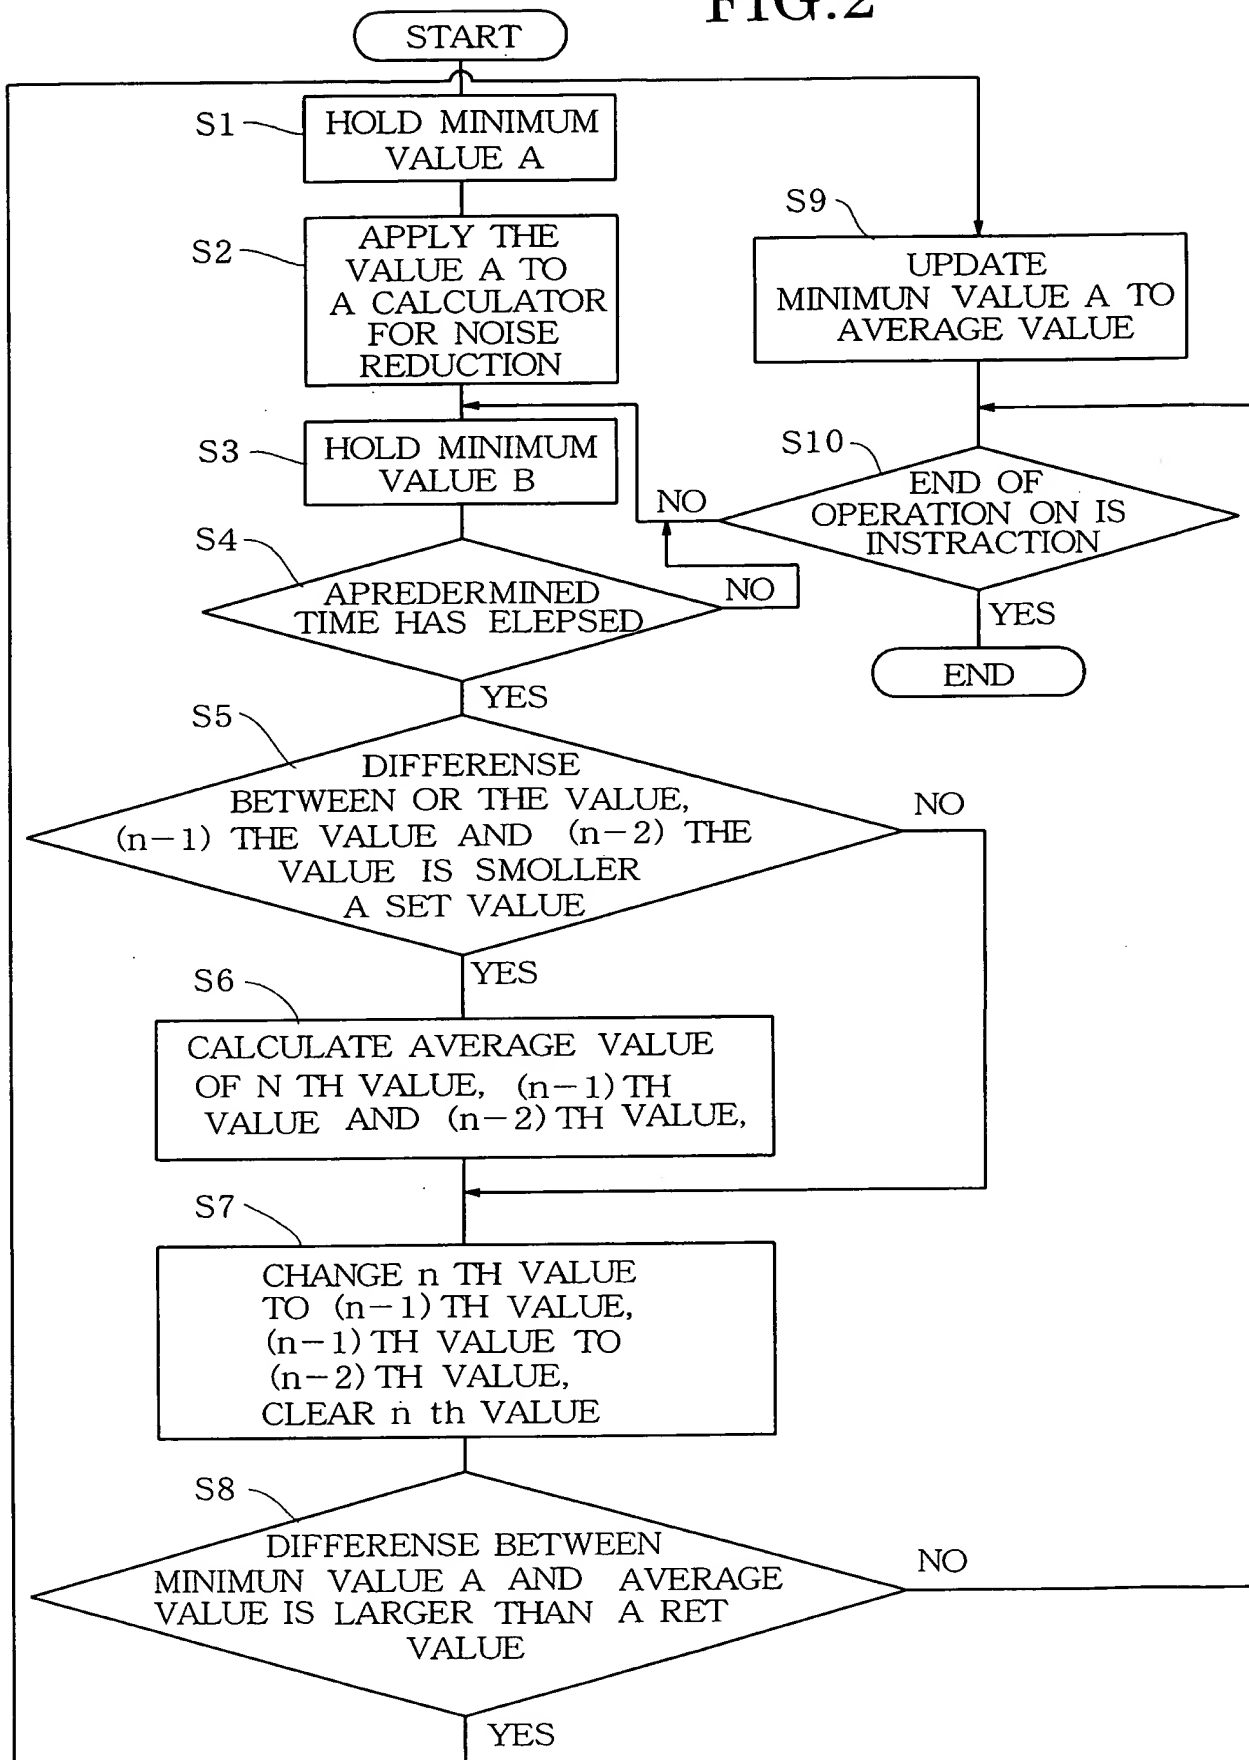 FIG.2
START
S1
HOLD MINIMUM
VALUE A
S2
APPLY THE
VALUE A TO
A CALCULATOR
FOR NOISE
REDUCTION
S3
HOLD MINIMUM
VALUE B
S4
APREDERMINED
TIME HAS ELEPSED
NO
YES
S5
DIFFERENSE
BETWEEN OR THE VALUE,
(n-1) THE VALUE AND (n-2) THE
VALUE IS SMOLLER
A SET VALUE
NO
YES
S6
CALCULATE AVERAGE VALUE
OF N TH VALUE, (n-1) TH
VALUE AND (n-2) TH VALUE,
S7
CHANGE n TH VALUE
TO (n-1) TH VALUE,
(n-1) TH VALUE TO
(n-2) TH VALUE,
CLEAR n th VALUE
S8
DIFFERENSE BETWEEN
MINIMUN VALUE A AND AVERAGE
VALUE IS LARGER THAN A RET
VALUE
NO
YES
S9
UPDATE
MINIMUN VALUE A TO
AVERAGE VALUE
S10
END OF
OPERATION ON IS
INSTRACTION
NO
YES
END